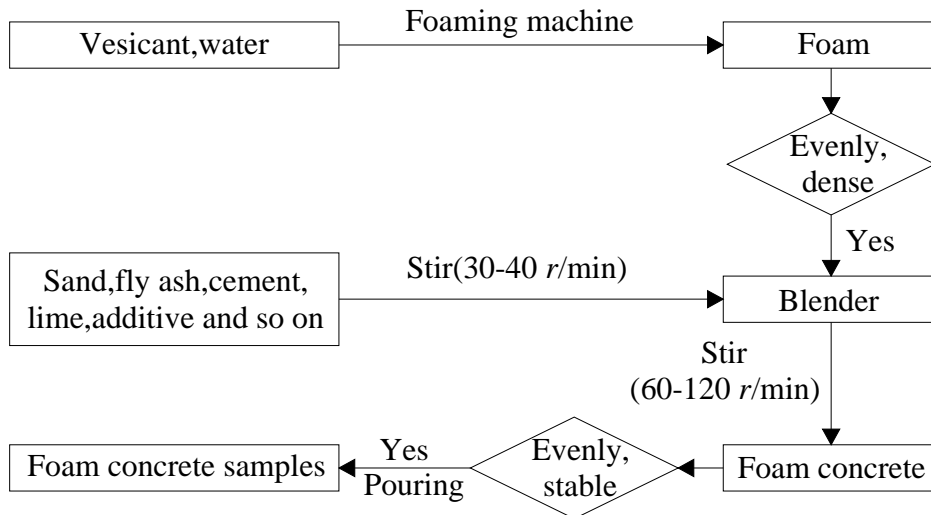 Vesicant,water
Foaming machine
Foam
Evenly,
dense
Yes
Sand,fly ash,cement,
lime,additive and so on
Stir(30-40 r/min)
Blender
Stir
(60-120 r/min)
Foam concrete samples
Yes
Pouring
Evenly,
stable
Foam concrete